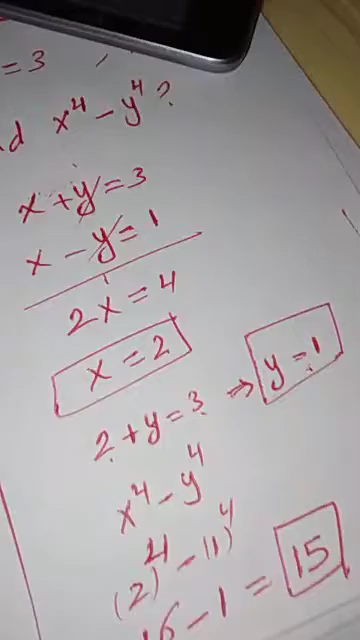 = 3
x⁴ - y⁴ ?
x + y = 3
x - y = 1
2x = 4
x = 2
2 + y = 3 ⇒ y = 1
x⁴ - y⁴
(2)⁴ - (1)⁴
16 - 1 = 15